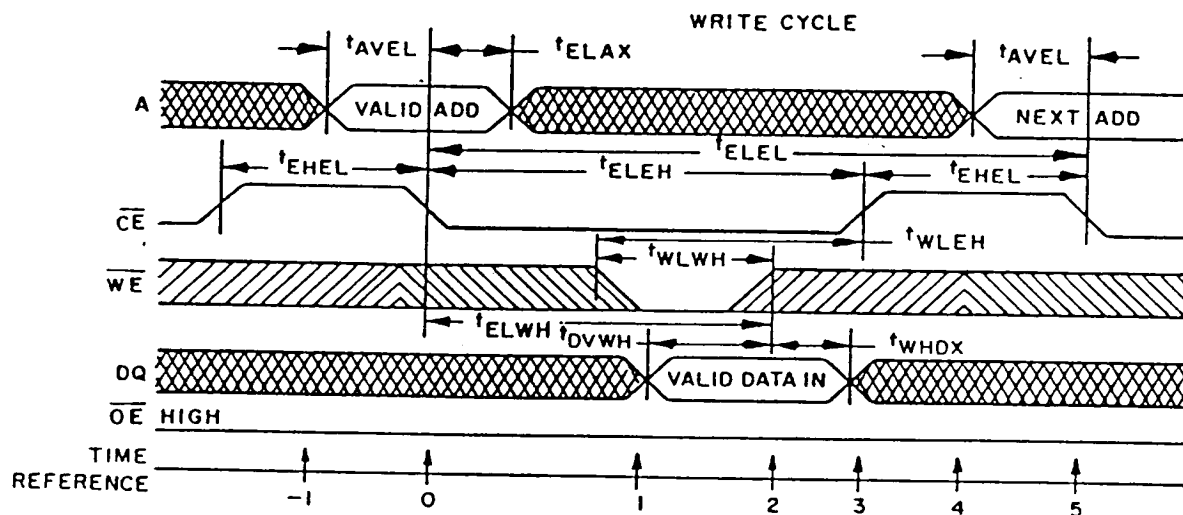 WRITE CYCLE
tAVEL tELAX tAVEL
A VALID ADD NEXT ADD
tELEL
tEHEL tELEH tEHEL
CE
tWLEH
tWLWH
WE
tELWH tDVWH tWHDX
DQ VALID DATA IN
OE HIGH
TIME
REFERENCE
-1 0 1 2 3 4 5